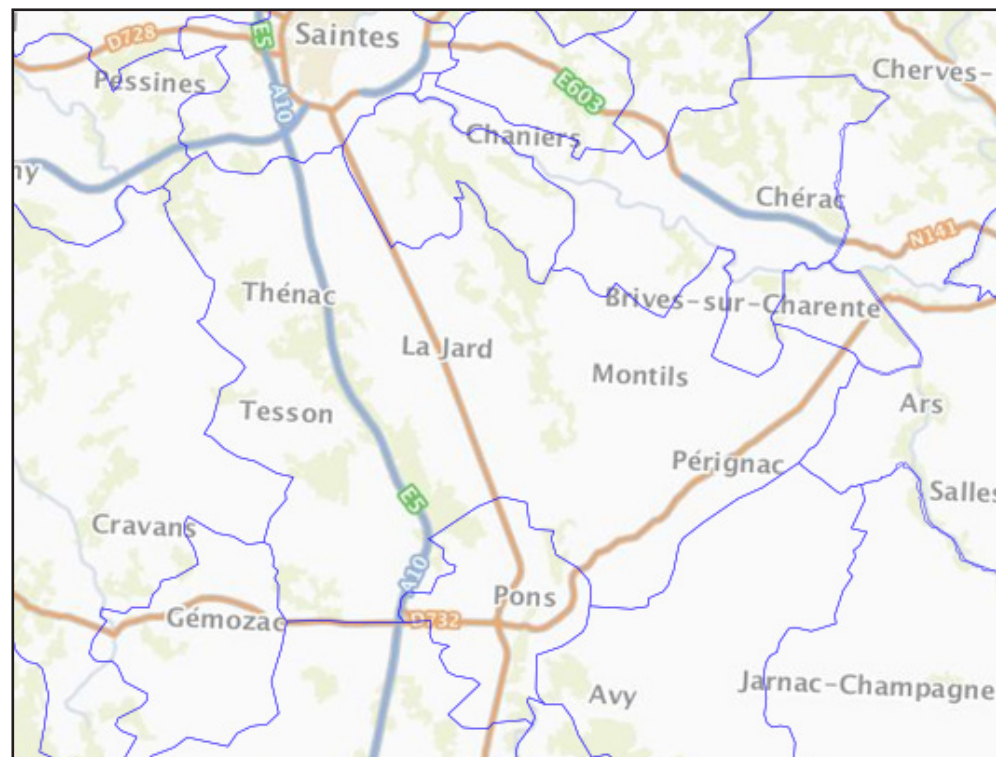 E5
Saintes
D728
Pessines
A10
E603
Cherves-
Chaniers
ny
Chérac
N141
Thénac
Brives-sur-Charente
La Jard
Montils
Tesson
Ars
Pérignac
E5
Salles
Cravans
A10
Pons
Gémozac
D732
Avy
Jarnac-Champagne